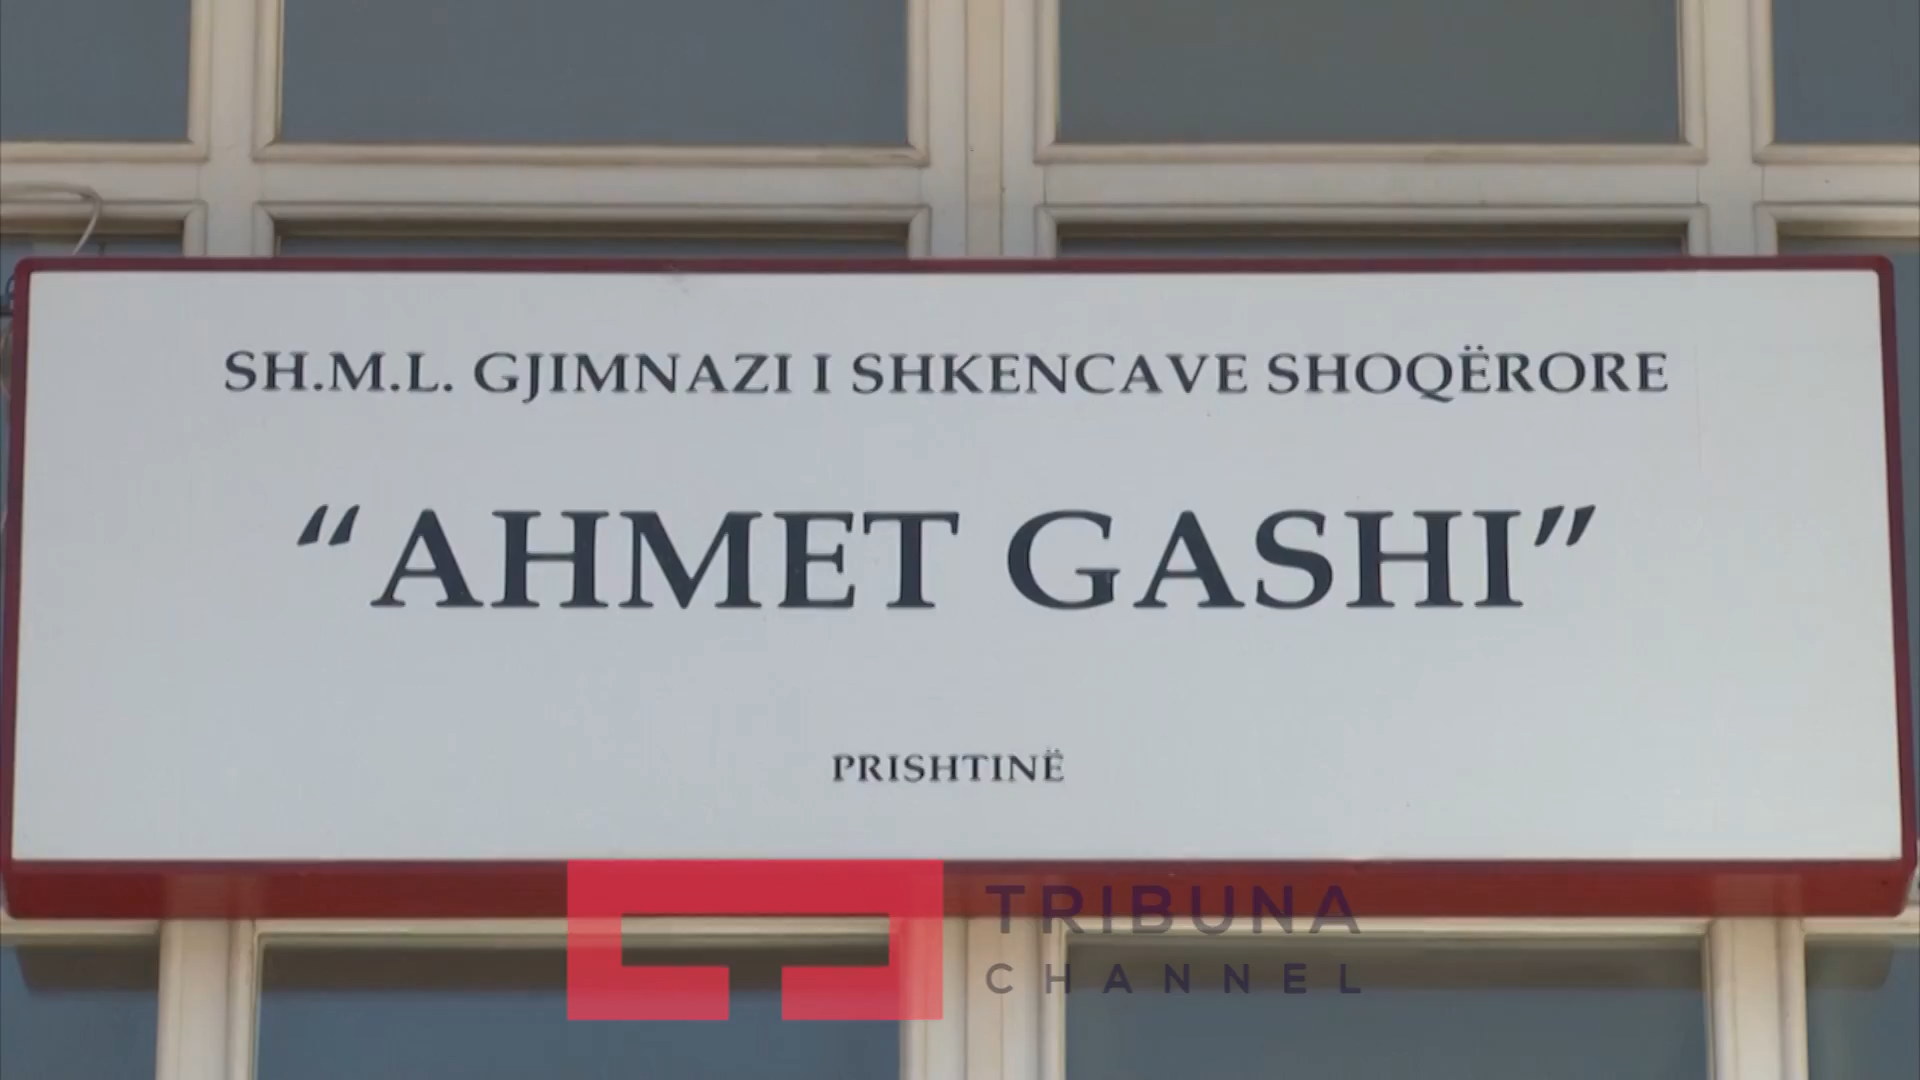 SH.M.L. GJIMNAZI I SHKENCAVE SHOQËRORE
“AHMET GASHI”
PRISHTINË
TRIBUNA
CHANNEL